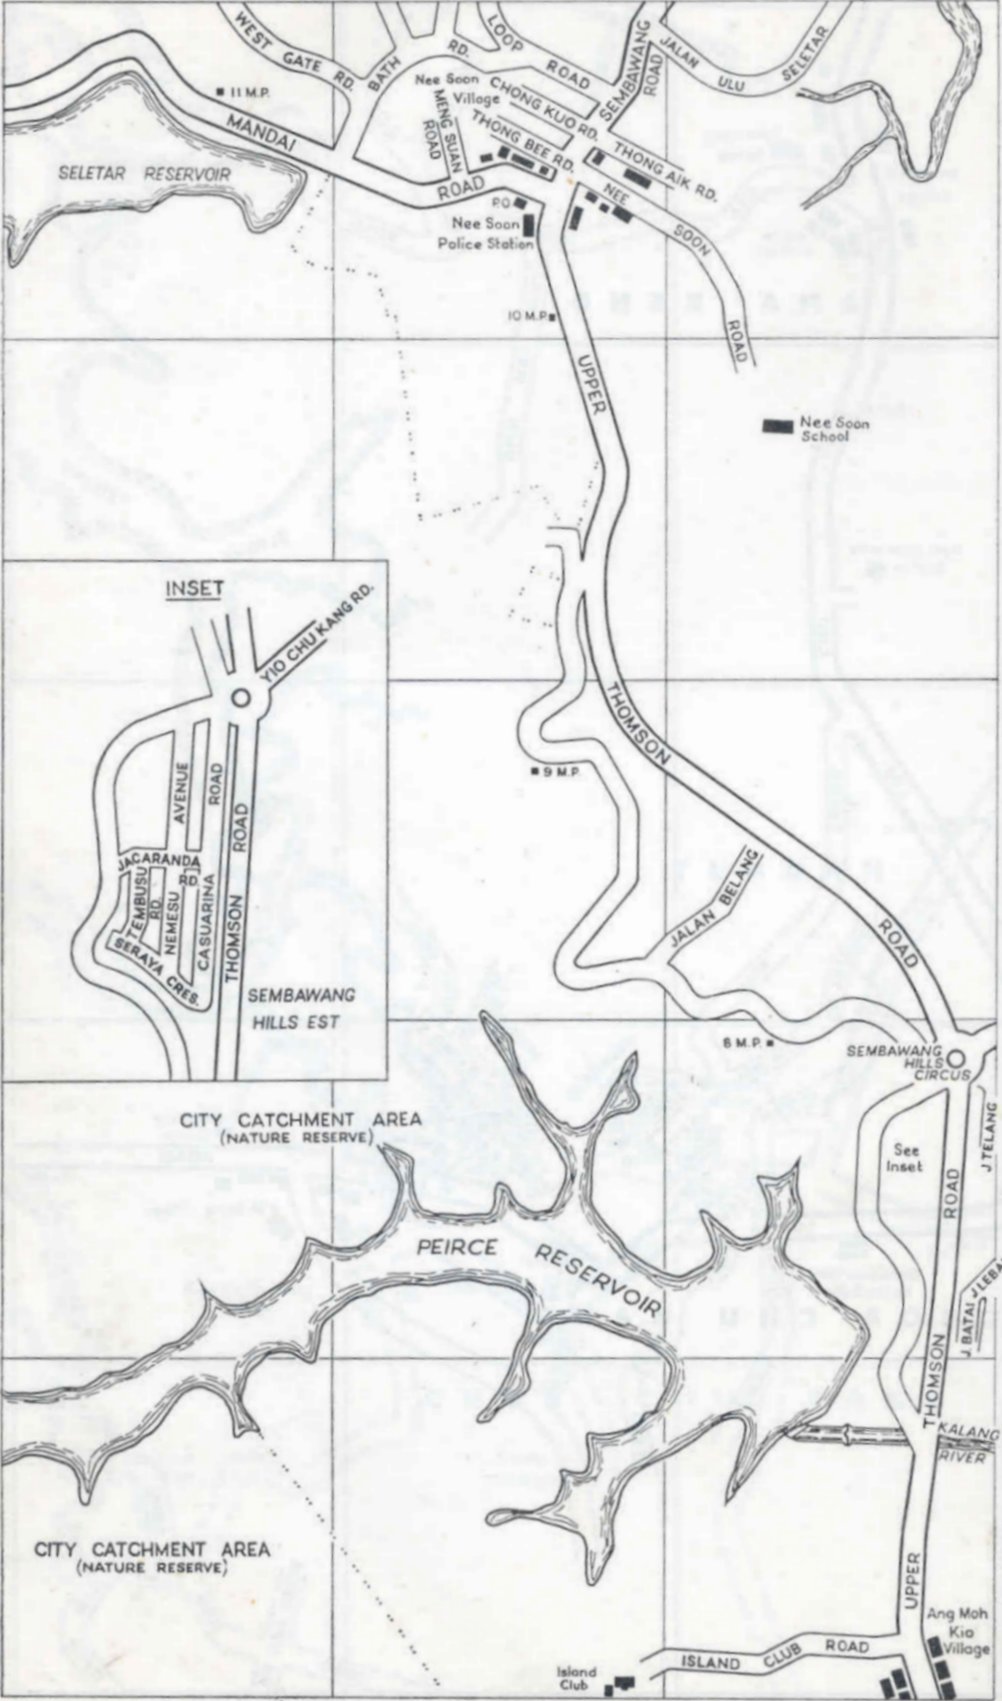 WEST GATE RD.
BATH RD.
LOOP ROAD
SEMBAWANG ROAD
JALAN ULU SELETAR
11 M.P.
Nee Soon
Village
CHONG KUO RD.
MENG SUAN
ROAD
THONG BEE RD.
THONG AIK RD.
MANDAI ROAD
SELETAR RESERVOIR
P.O
Nee Soon
Police Station
NEE SOON ROAD
10 M.P.
UPPER THOMSON ROAD
Nee Soon
School
INSET
YIO CHU KANG RD.
AVENUE
ROAD
ROAD
JACARANDA
RD.
TEMBUSU
RD.
NEMESU
CASUARINA
THOMSON
SERAYA CRES.
SEMBAWANG
HILLS EST
9 M.P.
JALAN BELANG
8 M.P.
SEMBAWANG
HILLS
CIRCUS
CITY CATCHMENT AREA
(NATURE RESERVE)
See
Inset
J.TELANG
ROAD
PEIRCE RESERVOIR
J.BATAI
J.LEBA
THOMSON
KALANG
RIVER
CITY CATCHMENT AREA
(NATURE RESERVE)
UPPER
Ang Moh
Kio
Village
ISLAND CLUB ROAD
Island
Club